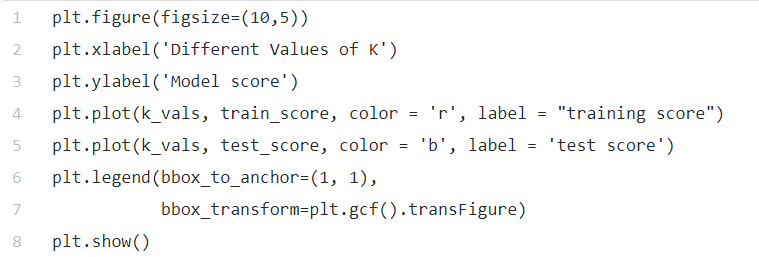 1 plt.figure(figsize=(10,5))
2 plt.xlabel('Different Values of K')
3 plt.ylabel('Model score')
4 plt.plot(k_vals, train_score, color = 'r', label = "training score")
5 plt.plot(k_vals, test_score, color = 'b', label = 'test score')
6 plt.legend(bbox_to_anchor=(1, 1),
7            bbox_transform=plt.gcf().transFigure)
8 plt.show()